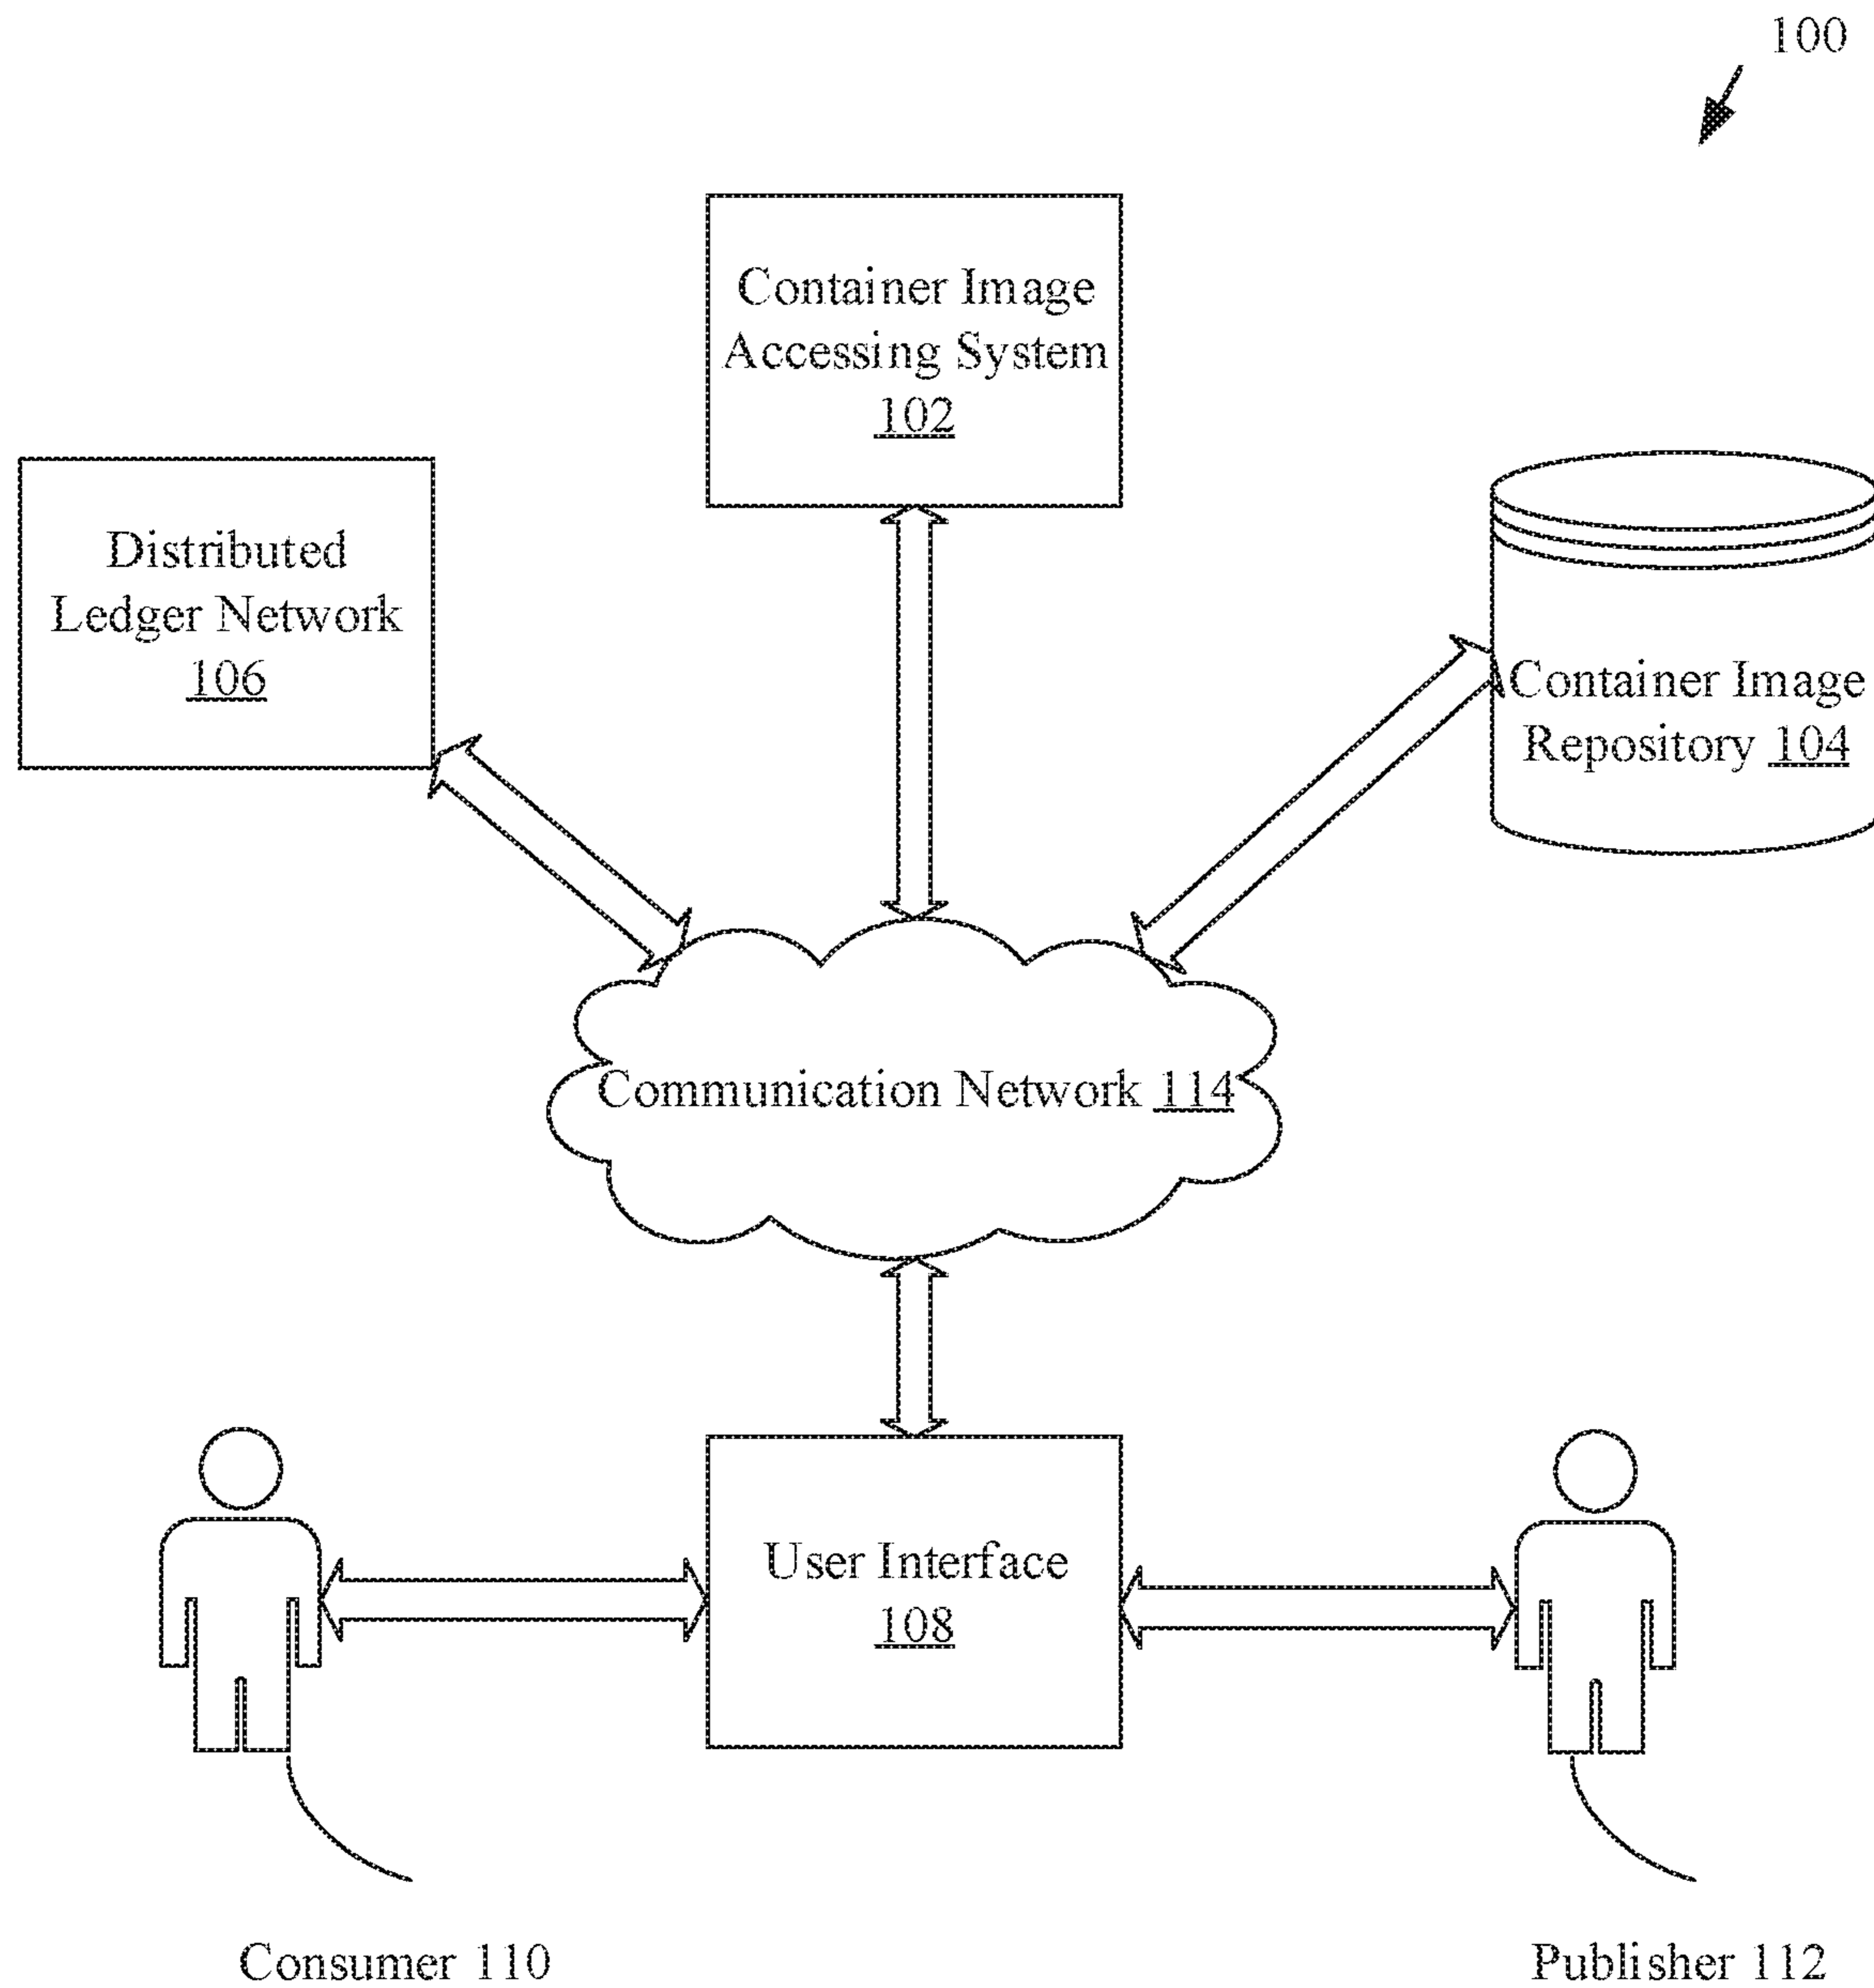 100
Container Image
Accessing System
102
Distributed
Ledger Network
106
Container Image
Repository 104
Communication Network 114
User Interface
108
Consumer 110
Publisher 112